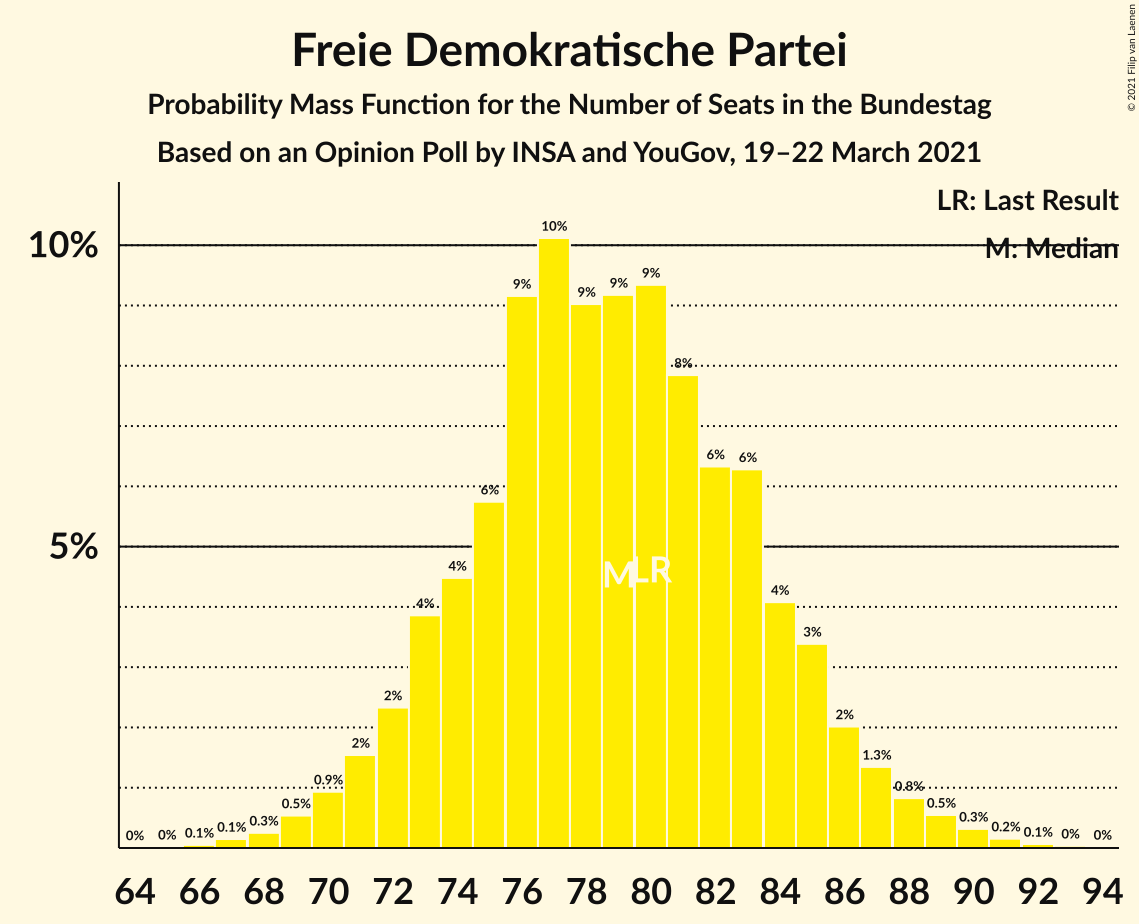 Freie Demokratische Partei
Probability Mass Function for the Number of Seats in the Bundestag
Based on an Opinion Poll by INSA and YouGov, 19–22 March 2021
© 2021 Filip van Laenen
LR: Last Result
M: Median
10%
5%
0% 0% 0.1% 0.1% 0.3% 0.5% 0.9% 2% 2% 4% 4% 6% 9% 10% 9% 9% 9% 8% 6% 6% 4% 3% 2% 1.3% 0.8% 0.5% 0.3% 0.2% 0.1% 0% 0%
M LR
64 66 68 70 72 74 76 78 80 82 84 86 88 90 92 94